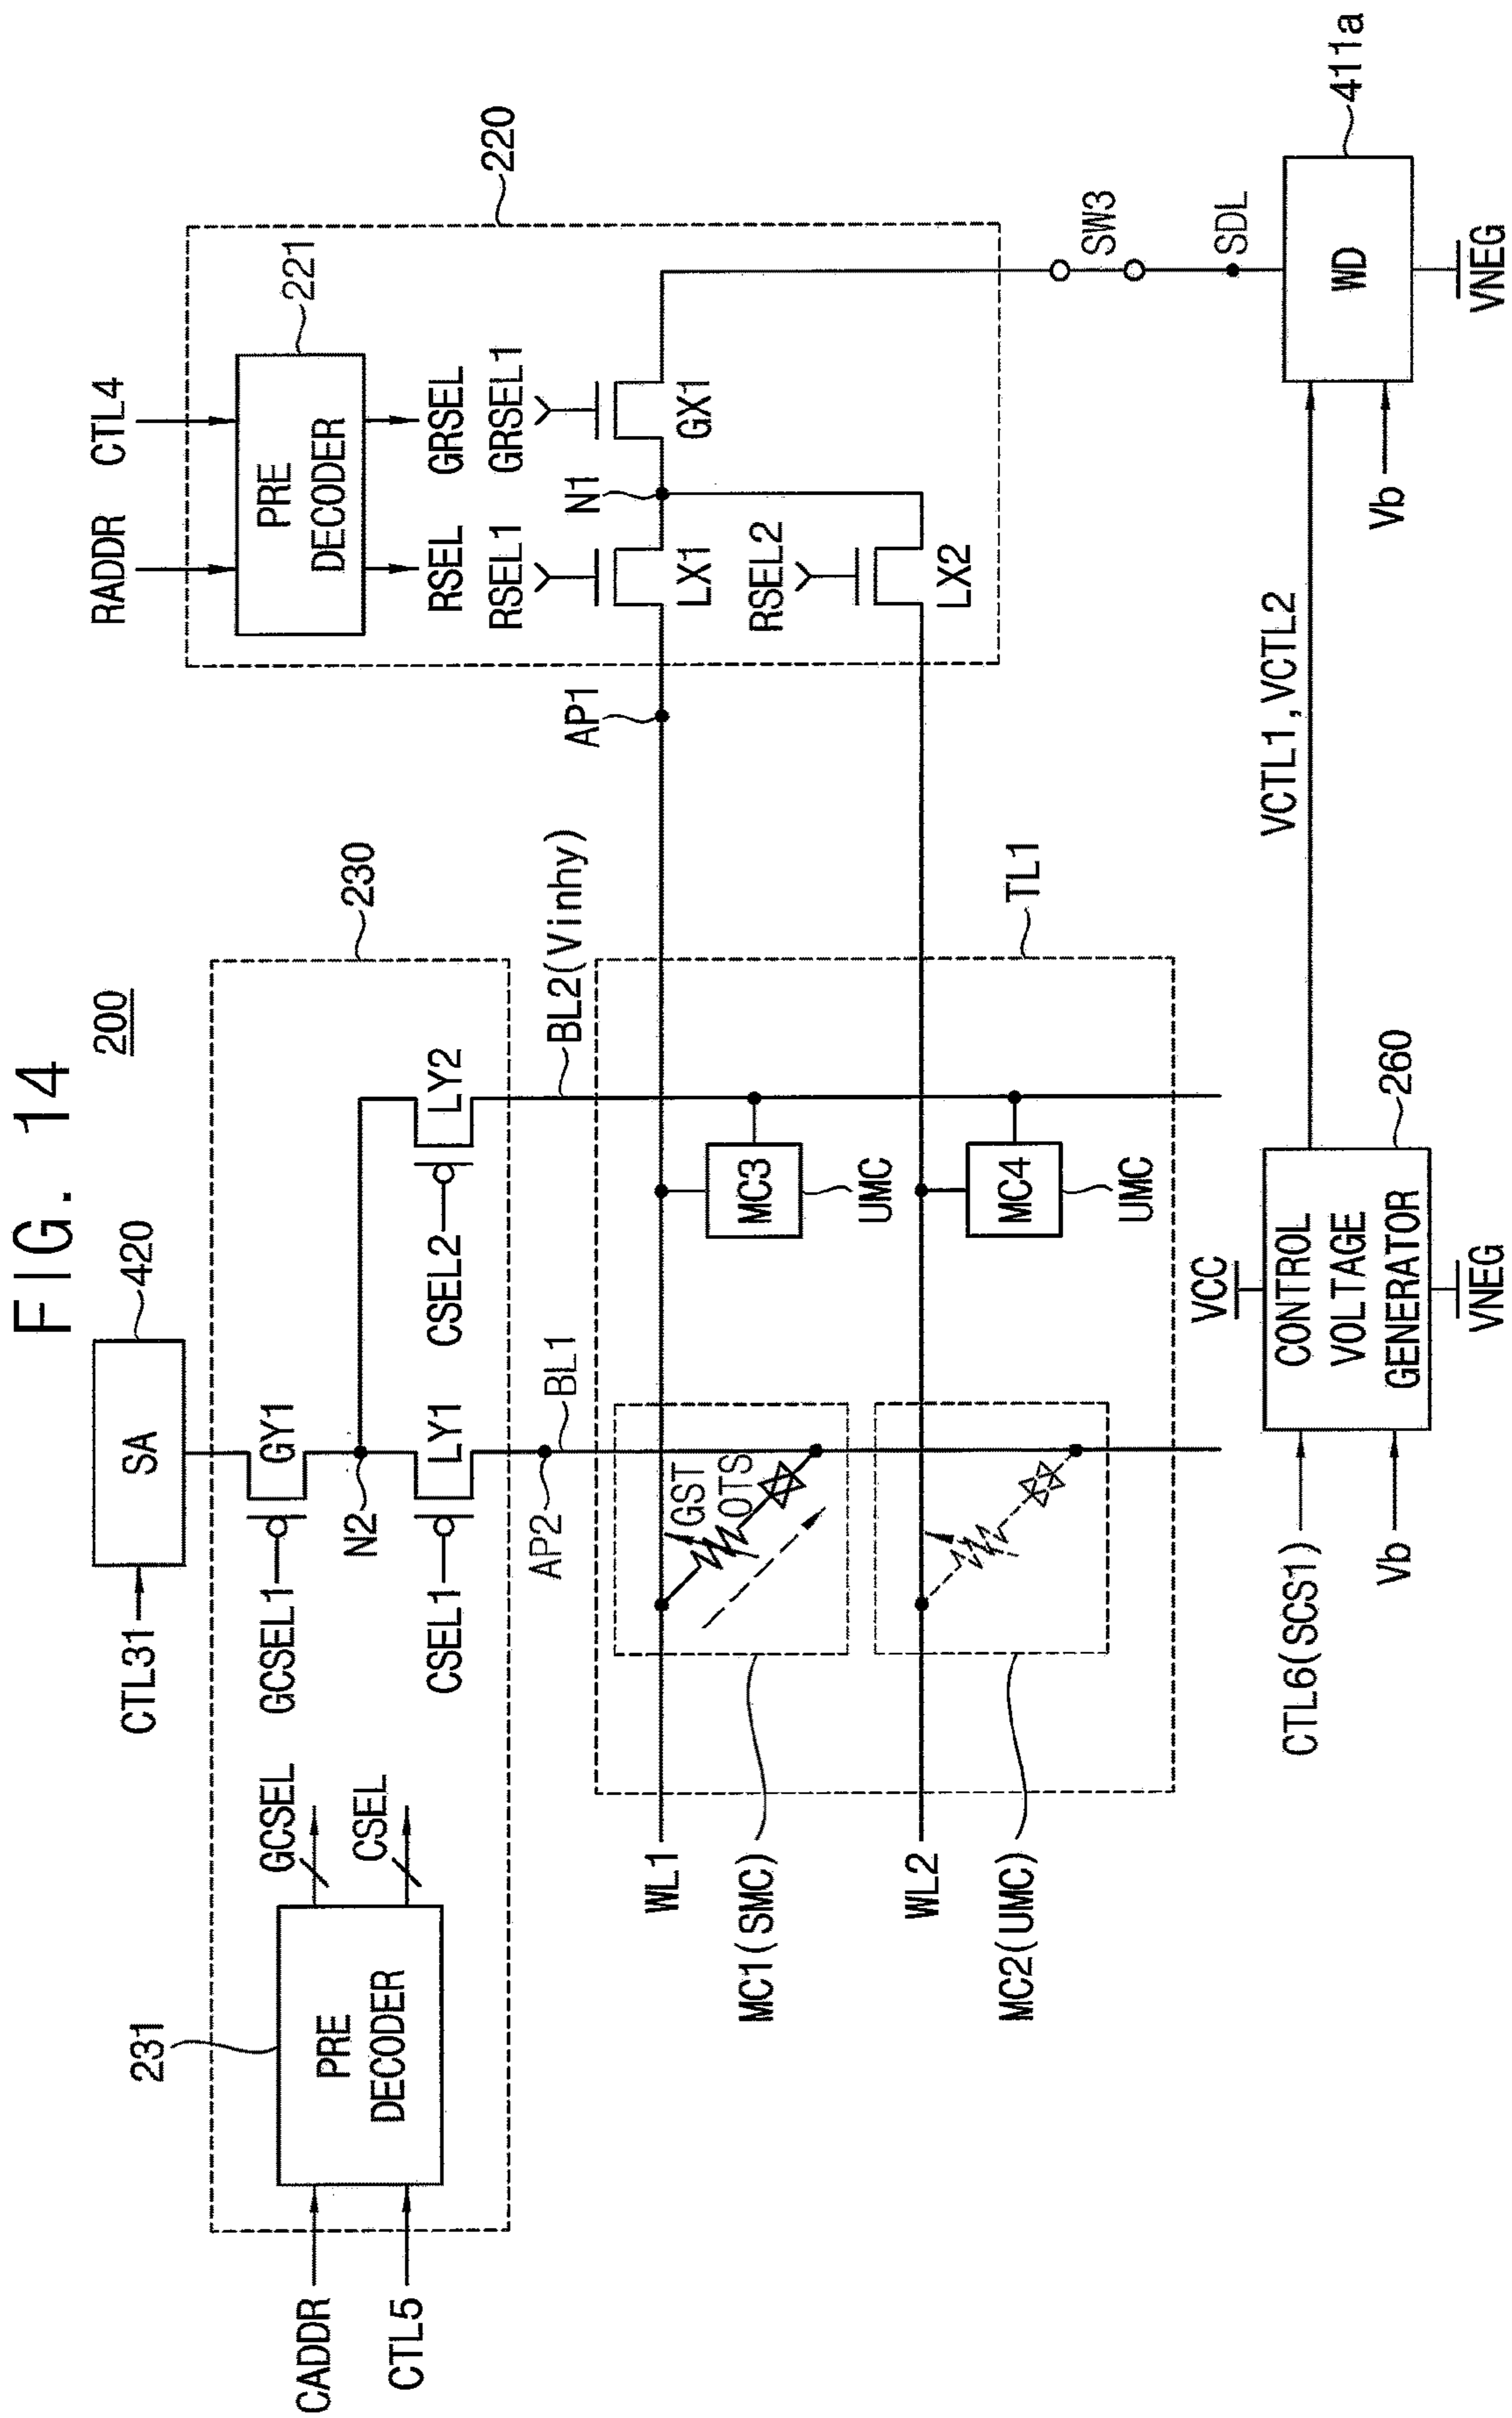 FIG. 14
200
CADDR
CTL5
231
PRE
DECODER
GCSEL
CSEL
CTL31
SA
420
GCSEL1
GY1
N2
CSEL1
LY1
CSEL2
LY2
230
AP2
BL1
BL2(Vinhy)
RADDR
CTL4
PRE
DECODER
221
220
RSEL
GRSEL
RSEL1
GRSEL1
N1
LX1
GX1
RSEL2
LX2
AP1
WL1
GST
OTS
MC3
UMC
MC1(SMC)
WL2
MC4
UMC
MC2(UMC)
TL1
SW3
SDL
CTL6(SCS1)
Vb
VCC
CONTROL
VOLTAGE
GENERATOR
260
VNEG
VCTL1,VCTL2
Vb
WD
411a
VNEG